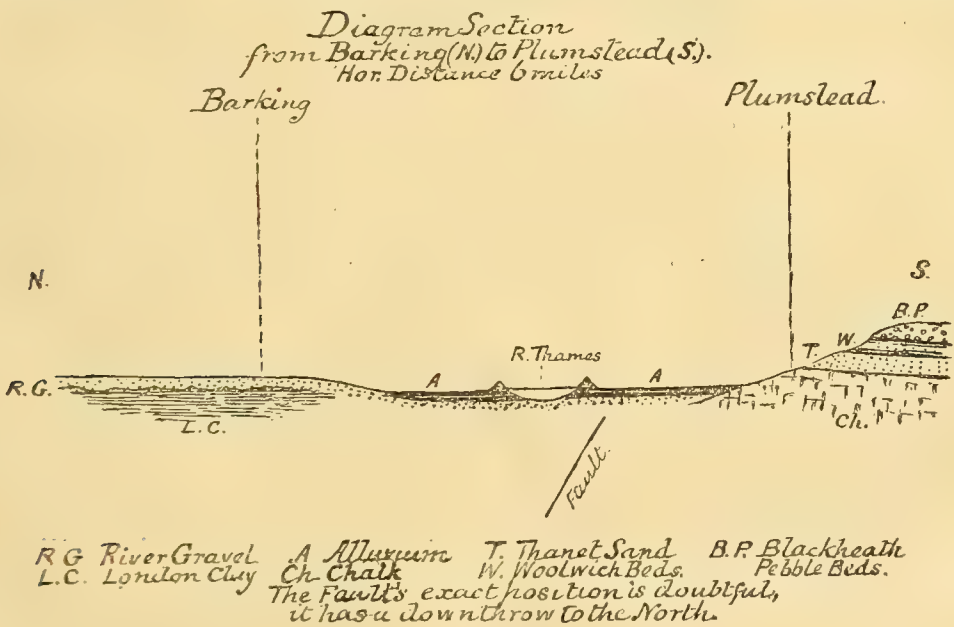 Diagram Section
from Barking (N.) to Plumstead (S.).
Hor. Distance 6 miles
Barking
Plumstead.
N.
S.
B.P.
R. Thames
T. W.
R.G.
A
A
L.C.
Ch.
Fault.
R G River Gravel A Alluvium T. Thanet Sand B.P. Blackheath
L.C. London Clay Ch Chalk W. Woolwich Beds. Pebble Beds.
The Fault's exact position is doubtful,
it has a downthrow to the North.